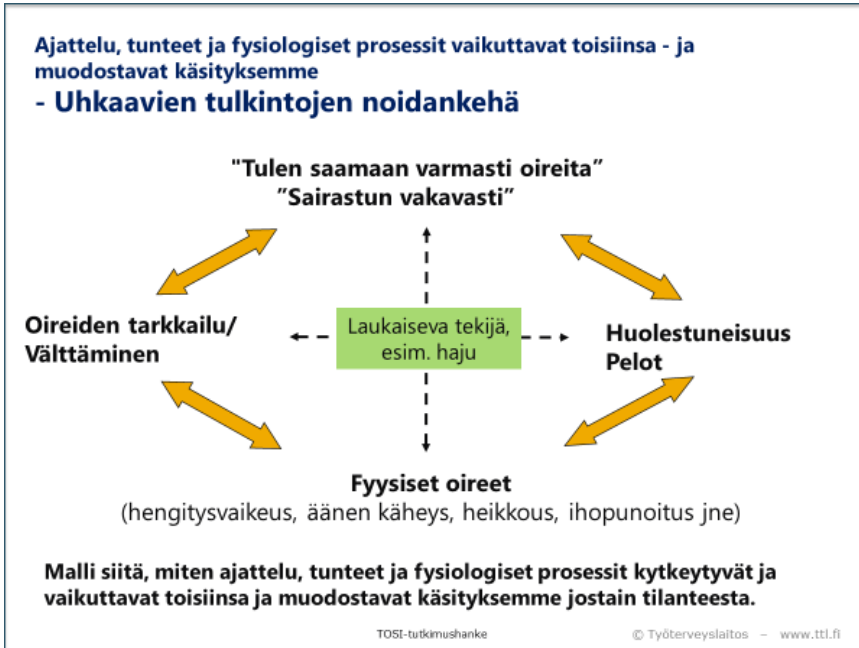 Ajattelu, tunteet ja fysiologiset prosessit vaikuttavat toisiinsa - ja
muodostavat käsityksemme
- Uhkaavien tulkintojen noidankehä
"Tulen saamaan varmasti oireita”
”Sairastun vakavasti”
Oireiden tarkkailu/
Välttäminen
Laukaiseva tekijä,
esim. haju
Huolestuneisuus
Pelot
Fyysiset oireet
(hengitysvaikeus, äänen käheys, heikkous, ihopunoitus jne)
Malli siitä, miten ajattelu, tunteet ja fysiologiset prosessit kytkeytyvät ja
vaikuttavat toisiinsa ja muodostavat käsityksemme jostain tilanteesta.
TOSI-tutkimushanke
© Työterveyslaitos – www.ttl.fi